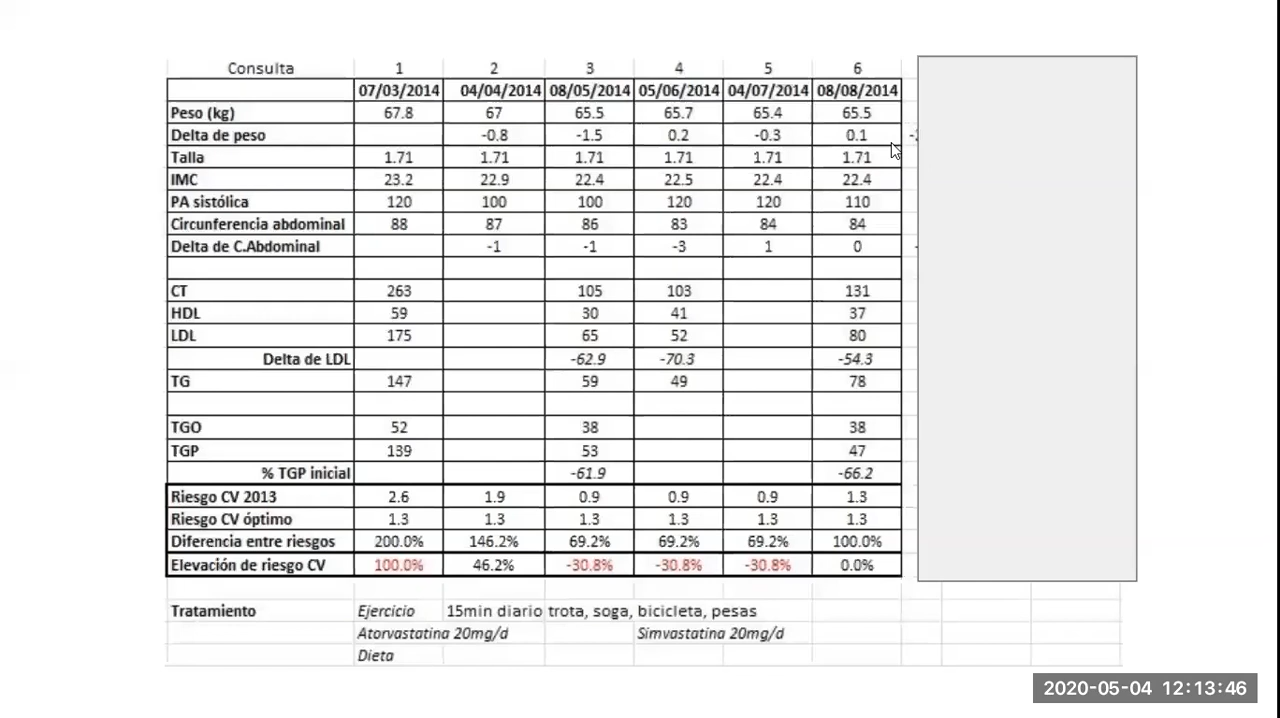 Consulta 1 2 3 4 5 6
07/03/2014 04/04/2014 08/05/2014 05/06/2014 04/07/2014 08/08/2014
Peso (kg) 67.8 67 65.5 65.7 65.4 65.5
Delta de peso -0.8 -1.5 0.2 -0.3 0.1
Talla 1.71 1.71 1.71 1.71 1.71 1.71
IMC 23.2 22.9 22.4 22.5 22.4 22.4
PA sistólica 120 100 100 120 120 110
Circunferencia abdominal 88 87 86 83 84 84
Delta de C.Abdominal -1 -1 -3 1 0
CT 263 105 103 131
HDL 59 30 41 37
LDL 175 65 52 80
Delta de LDL -62.9 -70.3 -54.3
TG 147 59 49 78
TGO 52 38 38
TGP 139 53 47
% TGP inicial -61.9 -66.2
Riesgo CV 2013 2.6 1.9 0.9 0.9 0.9 1.3
Riesgo CV óptimo 1.3 1.3 1.3 1.3 1.3 1.3
Diferencia entre riesgos 200.0% 146.2% 69.2% 69.2% 69.2% 100.0%
Elevación de riesgo CV 100.0% 46.2% -30.8% -30.8% -30.8% 0.0%
Tratamiento Ejercicio 15min diario trota, soga, bicicleta, pesas
Atorvastatina 20mg/d Simvastatina 20mg/d
Dieta
2020-05-04 12:13:46